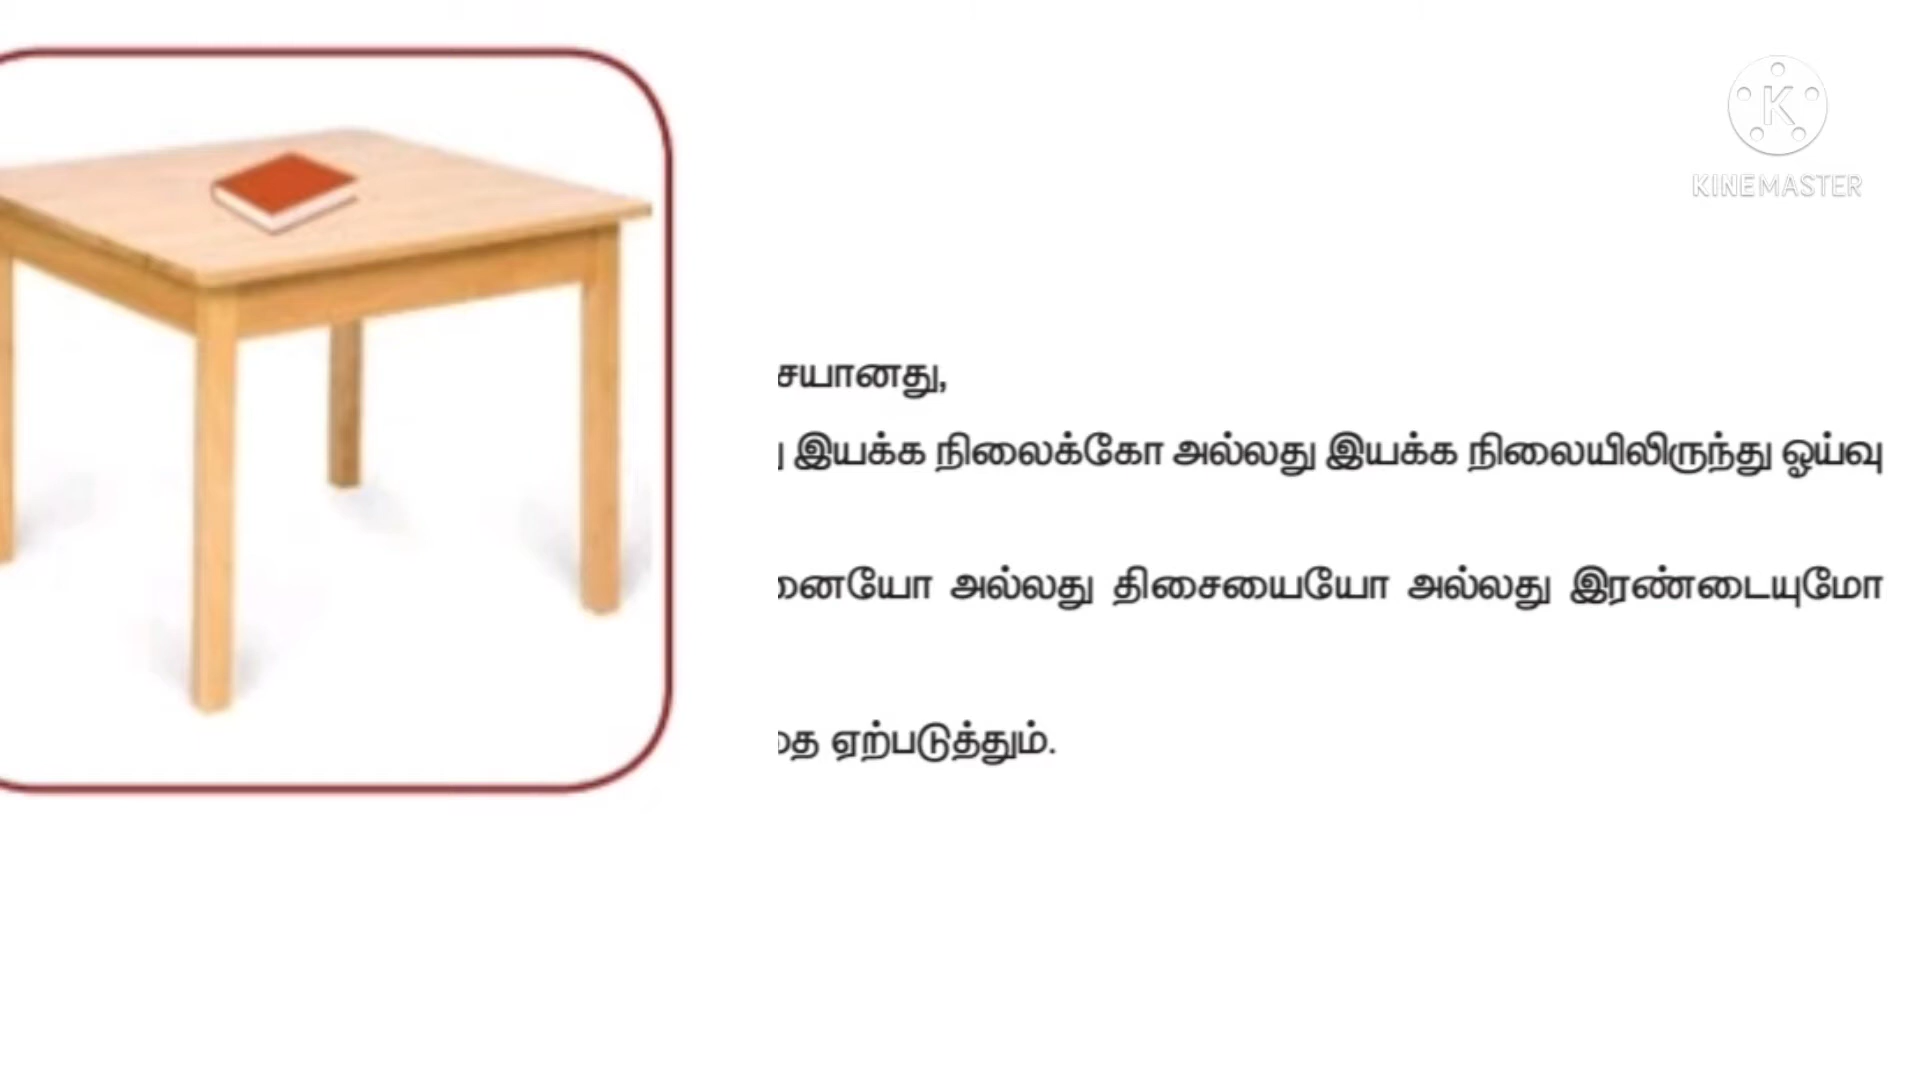 KINEMASTER
சயானது,
இயக்க நிலைக்கோ அல்லது இயக்க நிலையிலிருந்து ஓய்வு
னையோ அல்லது திசையையோ அல்லது இரண்டையுமோ
தை ஏற்படுத்தும்.